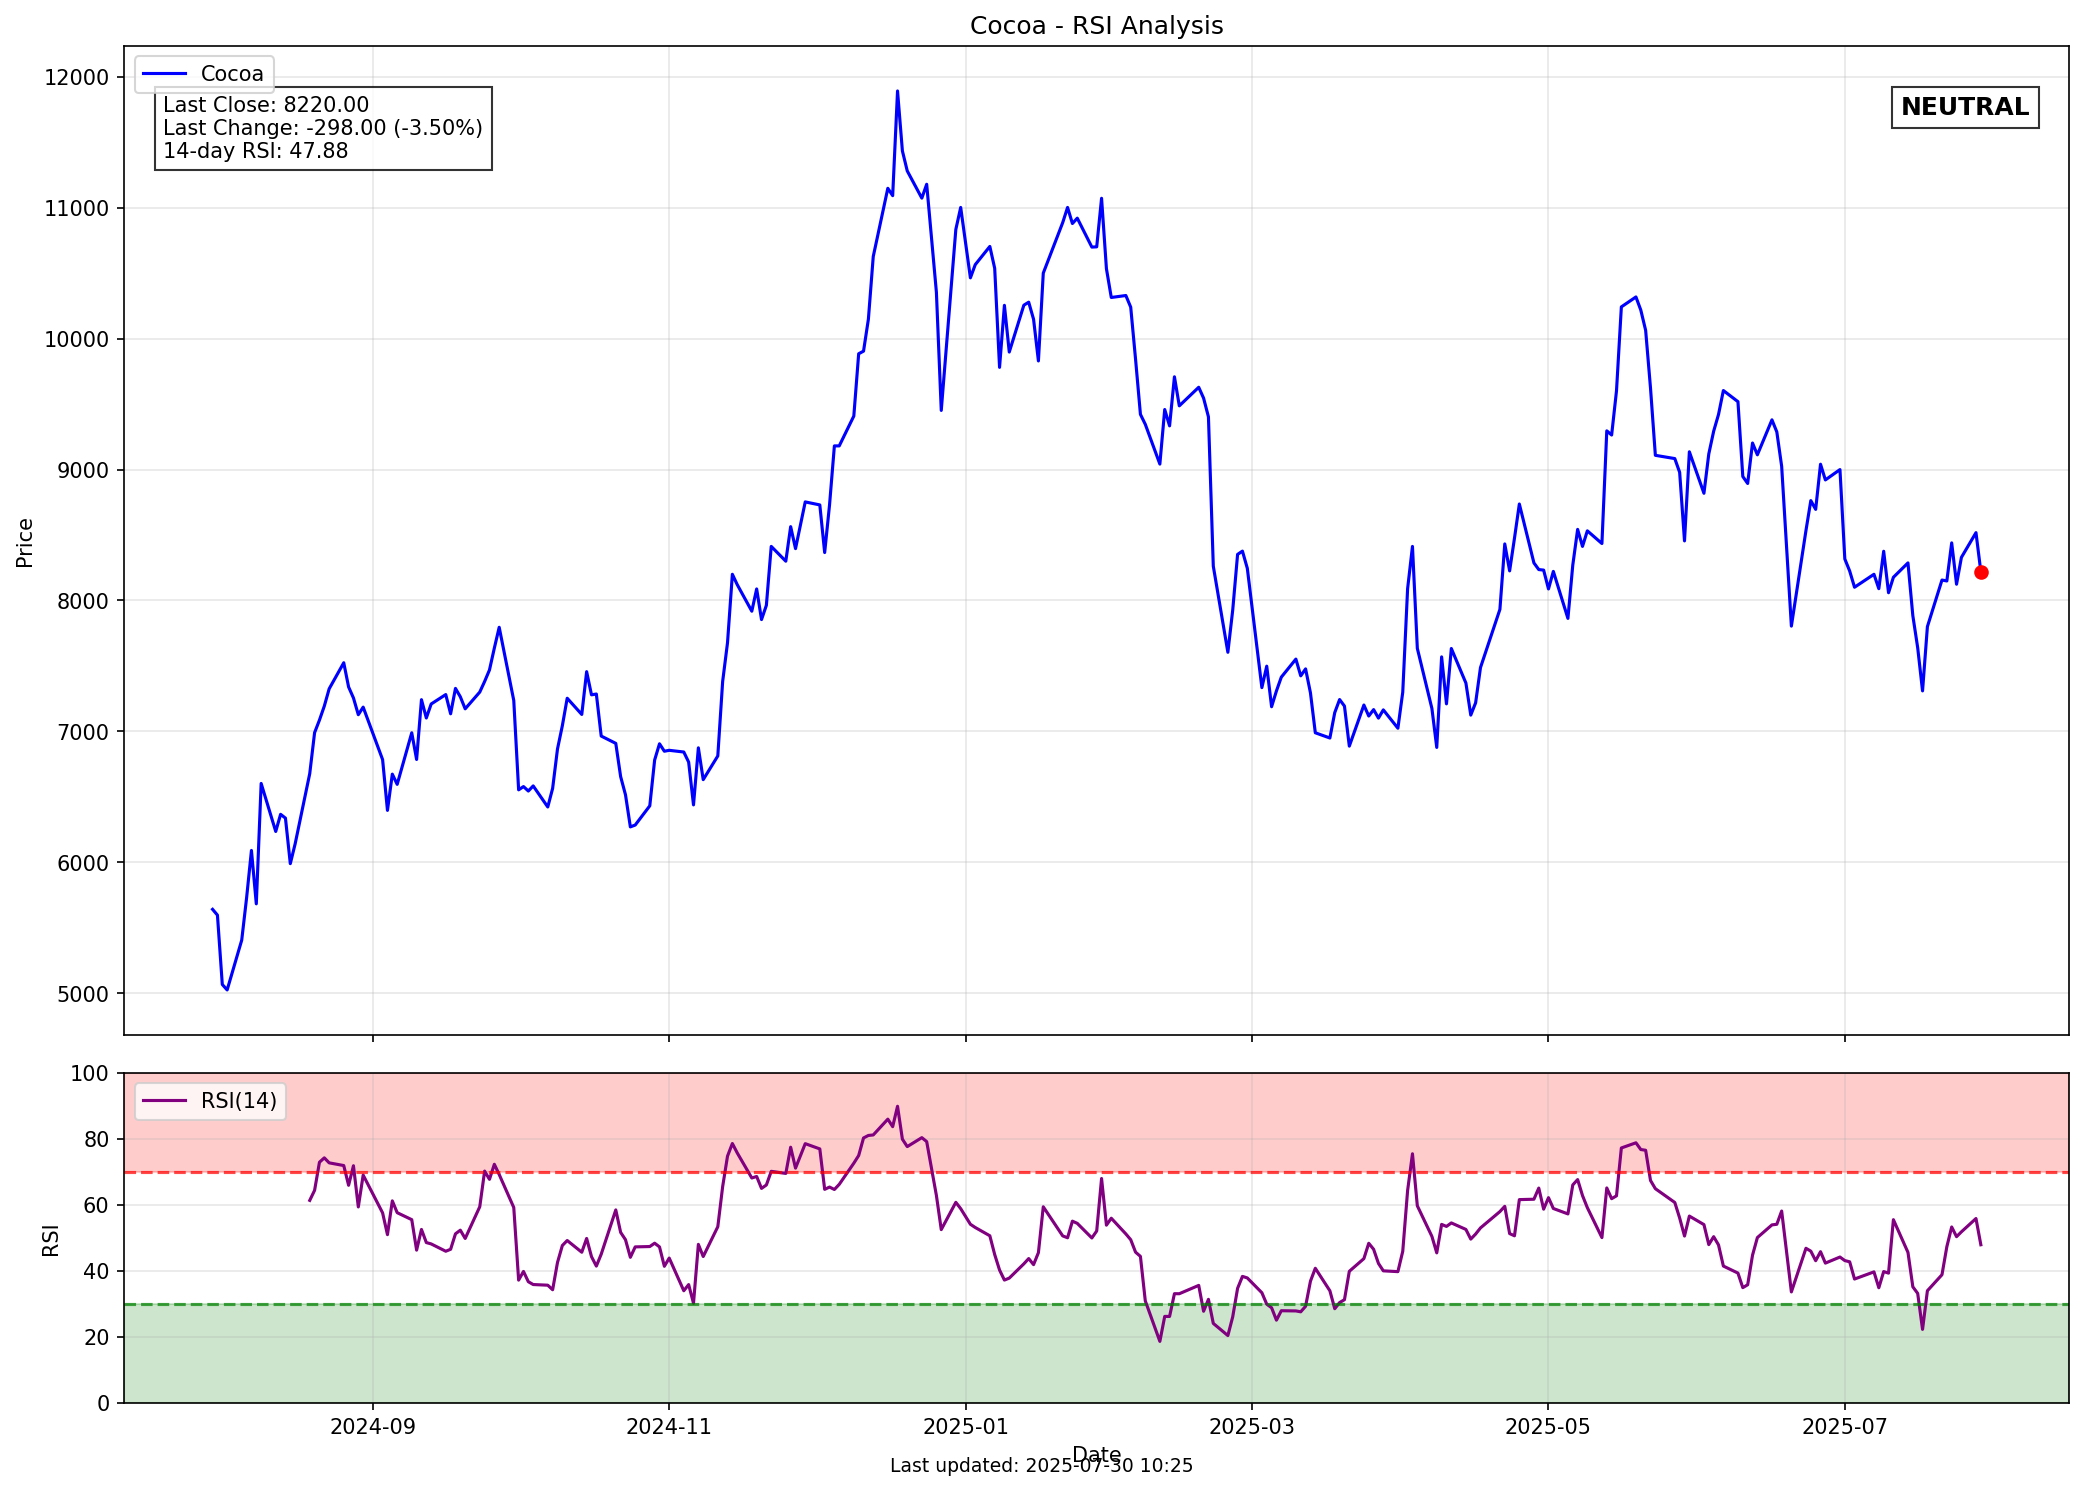 Cocoa - RSI Analysis
Cocoa
Last Close: 8220.00
Last Change: -298.00 (-3.50%)
14-day RSI: 47.88
NEUTRAL
12000
11000
10000
9000
8000
7000
6000
5000
Price
RSI(14)
100
80
60
40
20
0
RSI
2024-09
2024-11
2025-01
2025-03
2025-05
2025-07
Date
Last updated: 2025-07-30 10:25